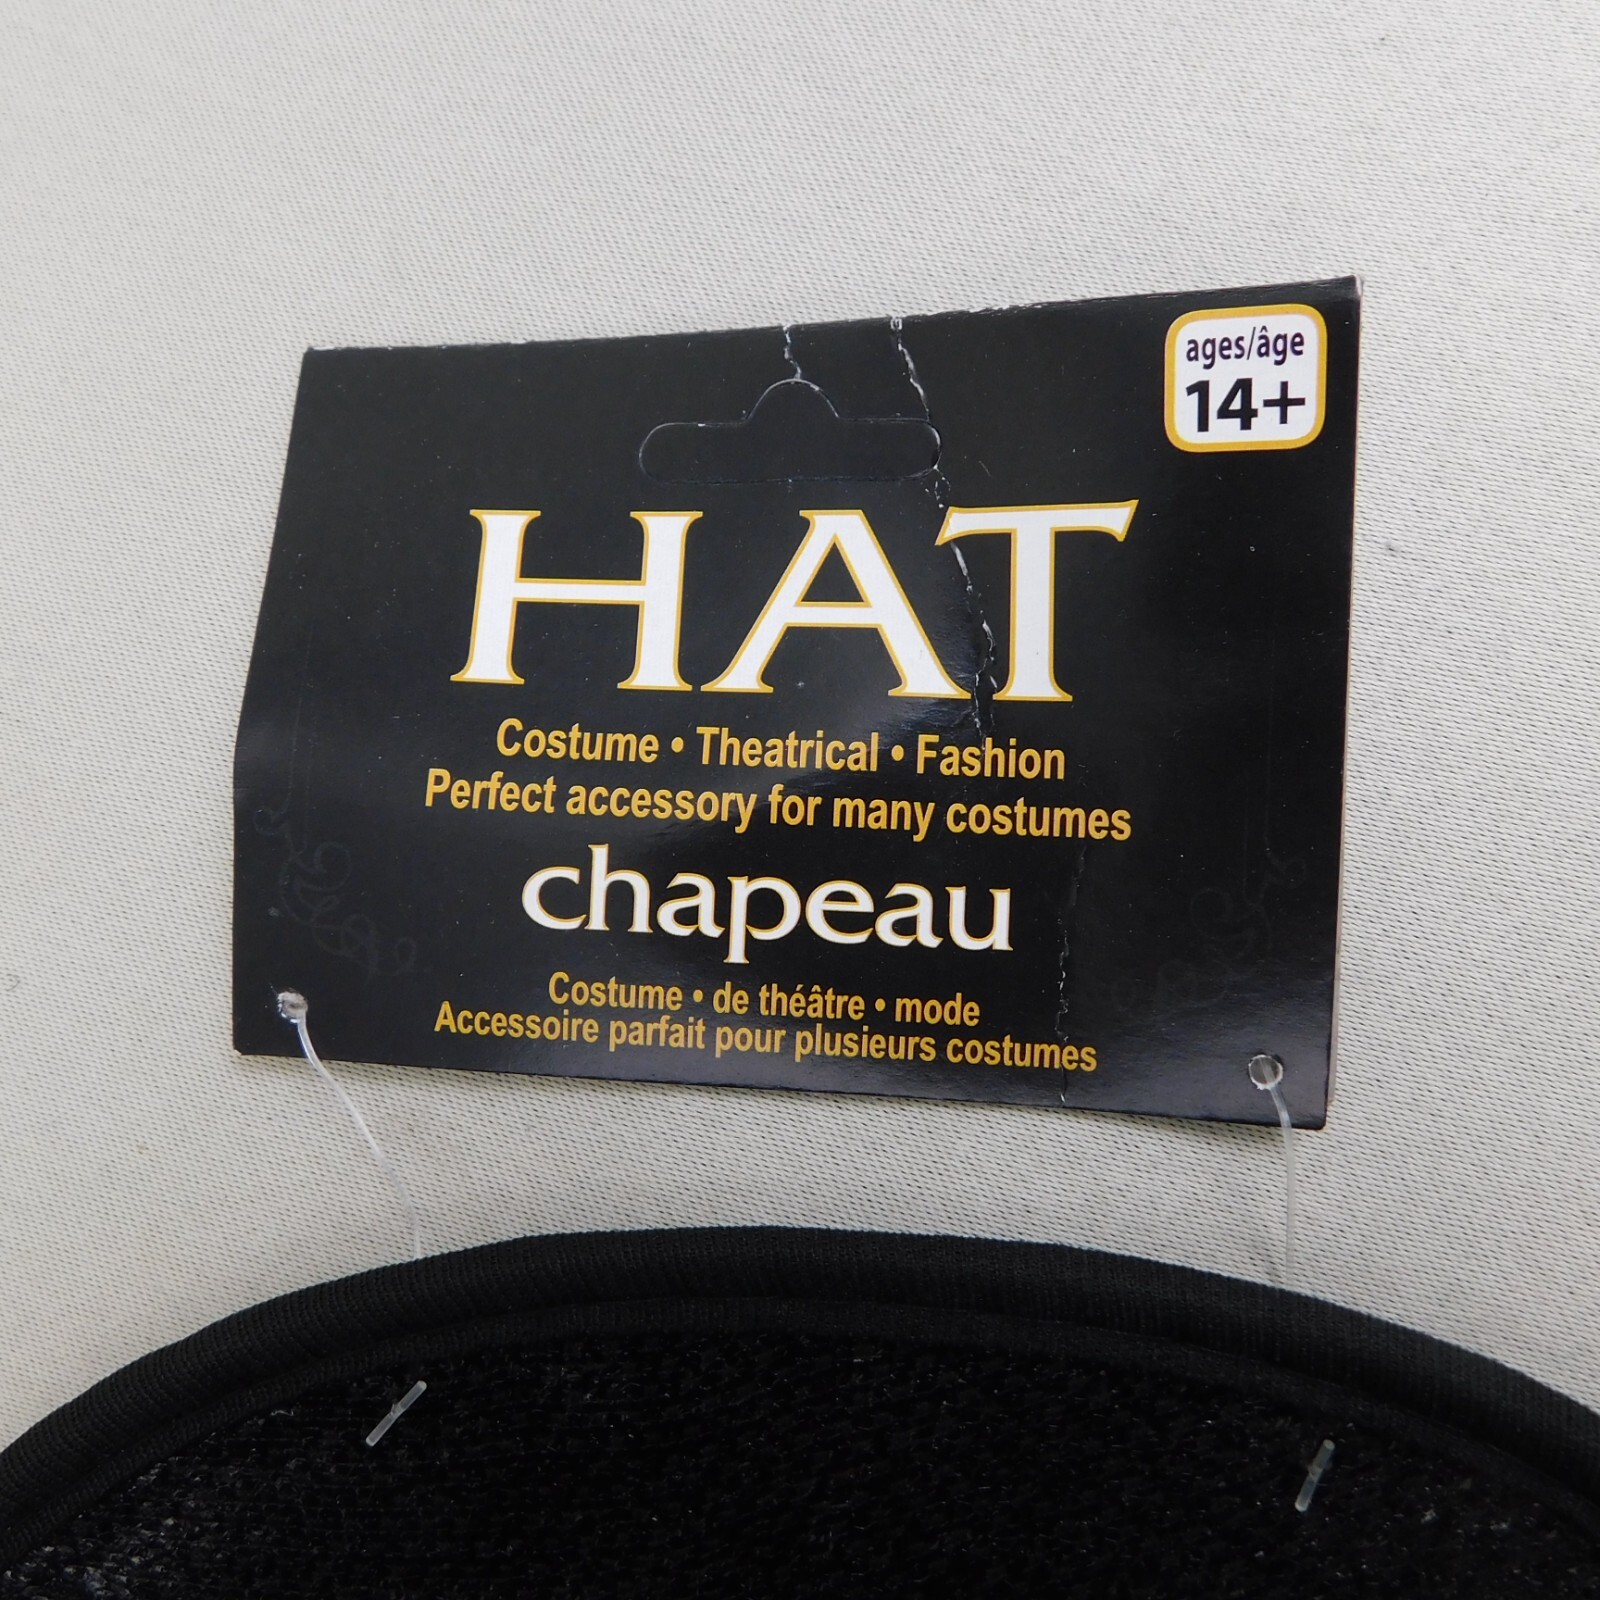 ages/âge
14+
HAT
Costume • Theatrical • Fashion
Perfect accessory for many costumes
chapeau
Costume • de théâtre • mode
Accessoire parfait pour plusieurs costumes